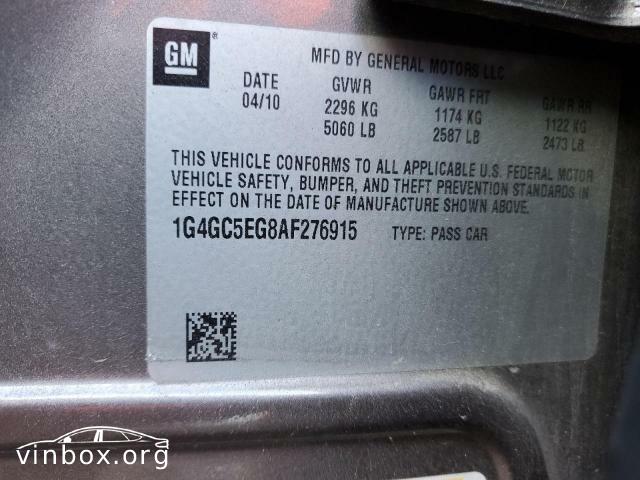 GM®
MFD BY GENERAL MOTORS LLC
DATE GVWR GAWR FRT GAWR RR
04/10 2296 KG 1174 KG 1122 KG
5060 LB 2587 LB 2473 LB
THIS VEHICLE CONFORMS TO ALL APPLICABLE U.S. FEDERAL MOTOR
VEHICLE SAFETY, BUMPER, AND THEFT PREVENTION STANDARDS IN
EFFECT ON THE DATE OF MANUFACTURE SHOWN ABOVE.
1G4GC5EG8AF276915 TYPE: PASS CAR
vinbox.org